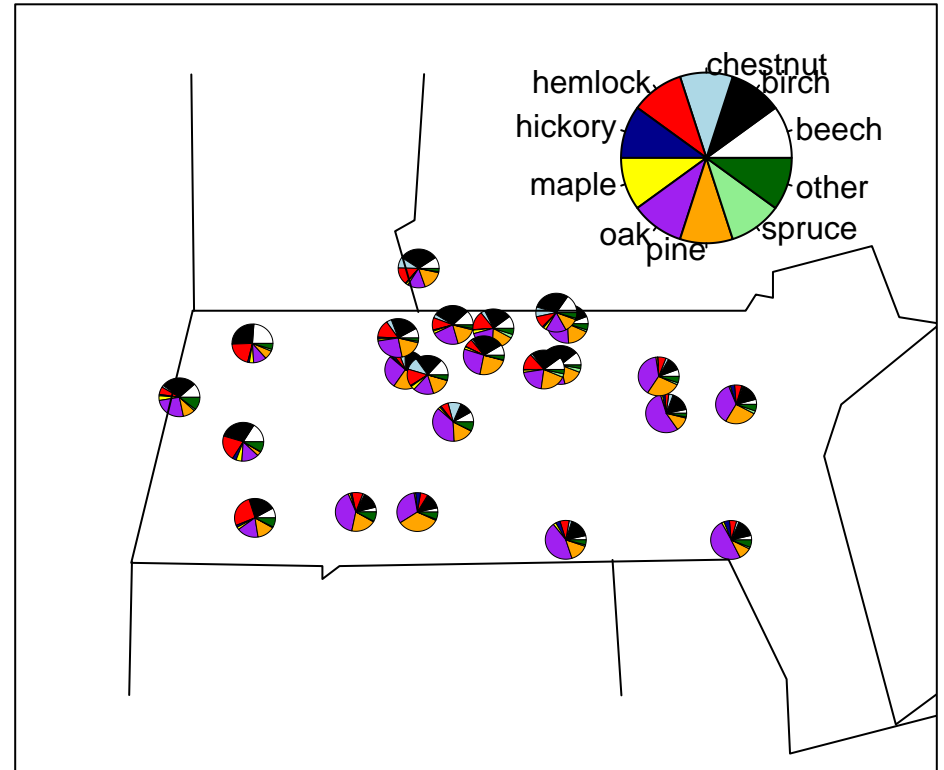 chestnut
hemlock
birch
hickory
beech
maple
other
oak
spruce
pine